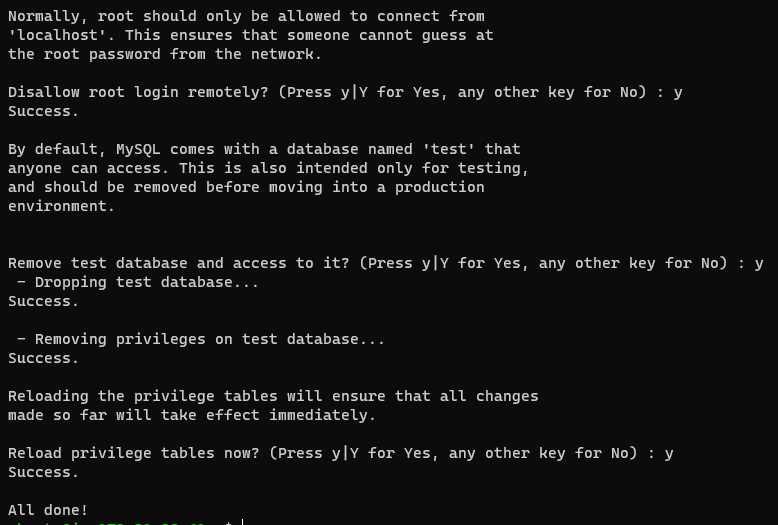 Normally, root should only be allowed to connect from
'localhost'. This ensures that someone cannot guess at
the root password from the network.
Disallow root login remotely? (Press y|Y for Yes, any other key for No) : y
Success.
By default, MySQL comes with a database named 'test' that
anyone can access. This is also intended only for testing,
and should be removed before moving into a production
environment.
Remove test database and access to it? (Press y|Y for Yes, any other key for No) : y
 - Dropping test database...
Success.
 - Removing privileges on test database...
Success.
Reloading the privilege tables will ensure that all changes
made so far will take effect immediately.
Reload privilege tables now? (Press y|Y for Yes, any other key for No) : y
Success.
All done!